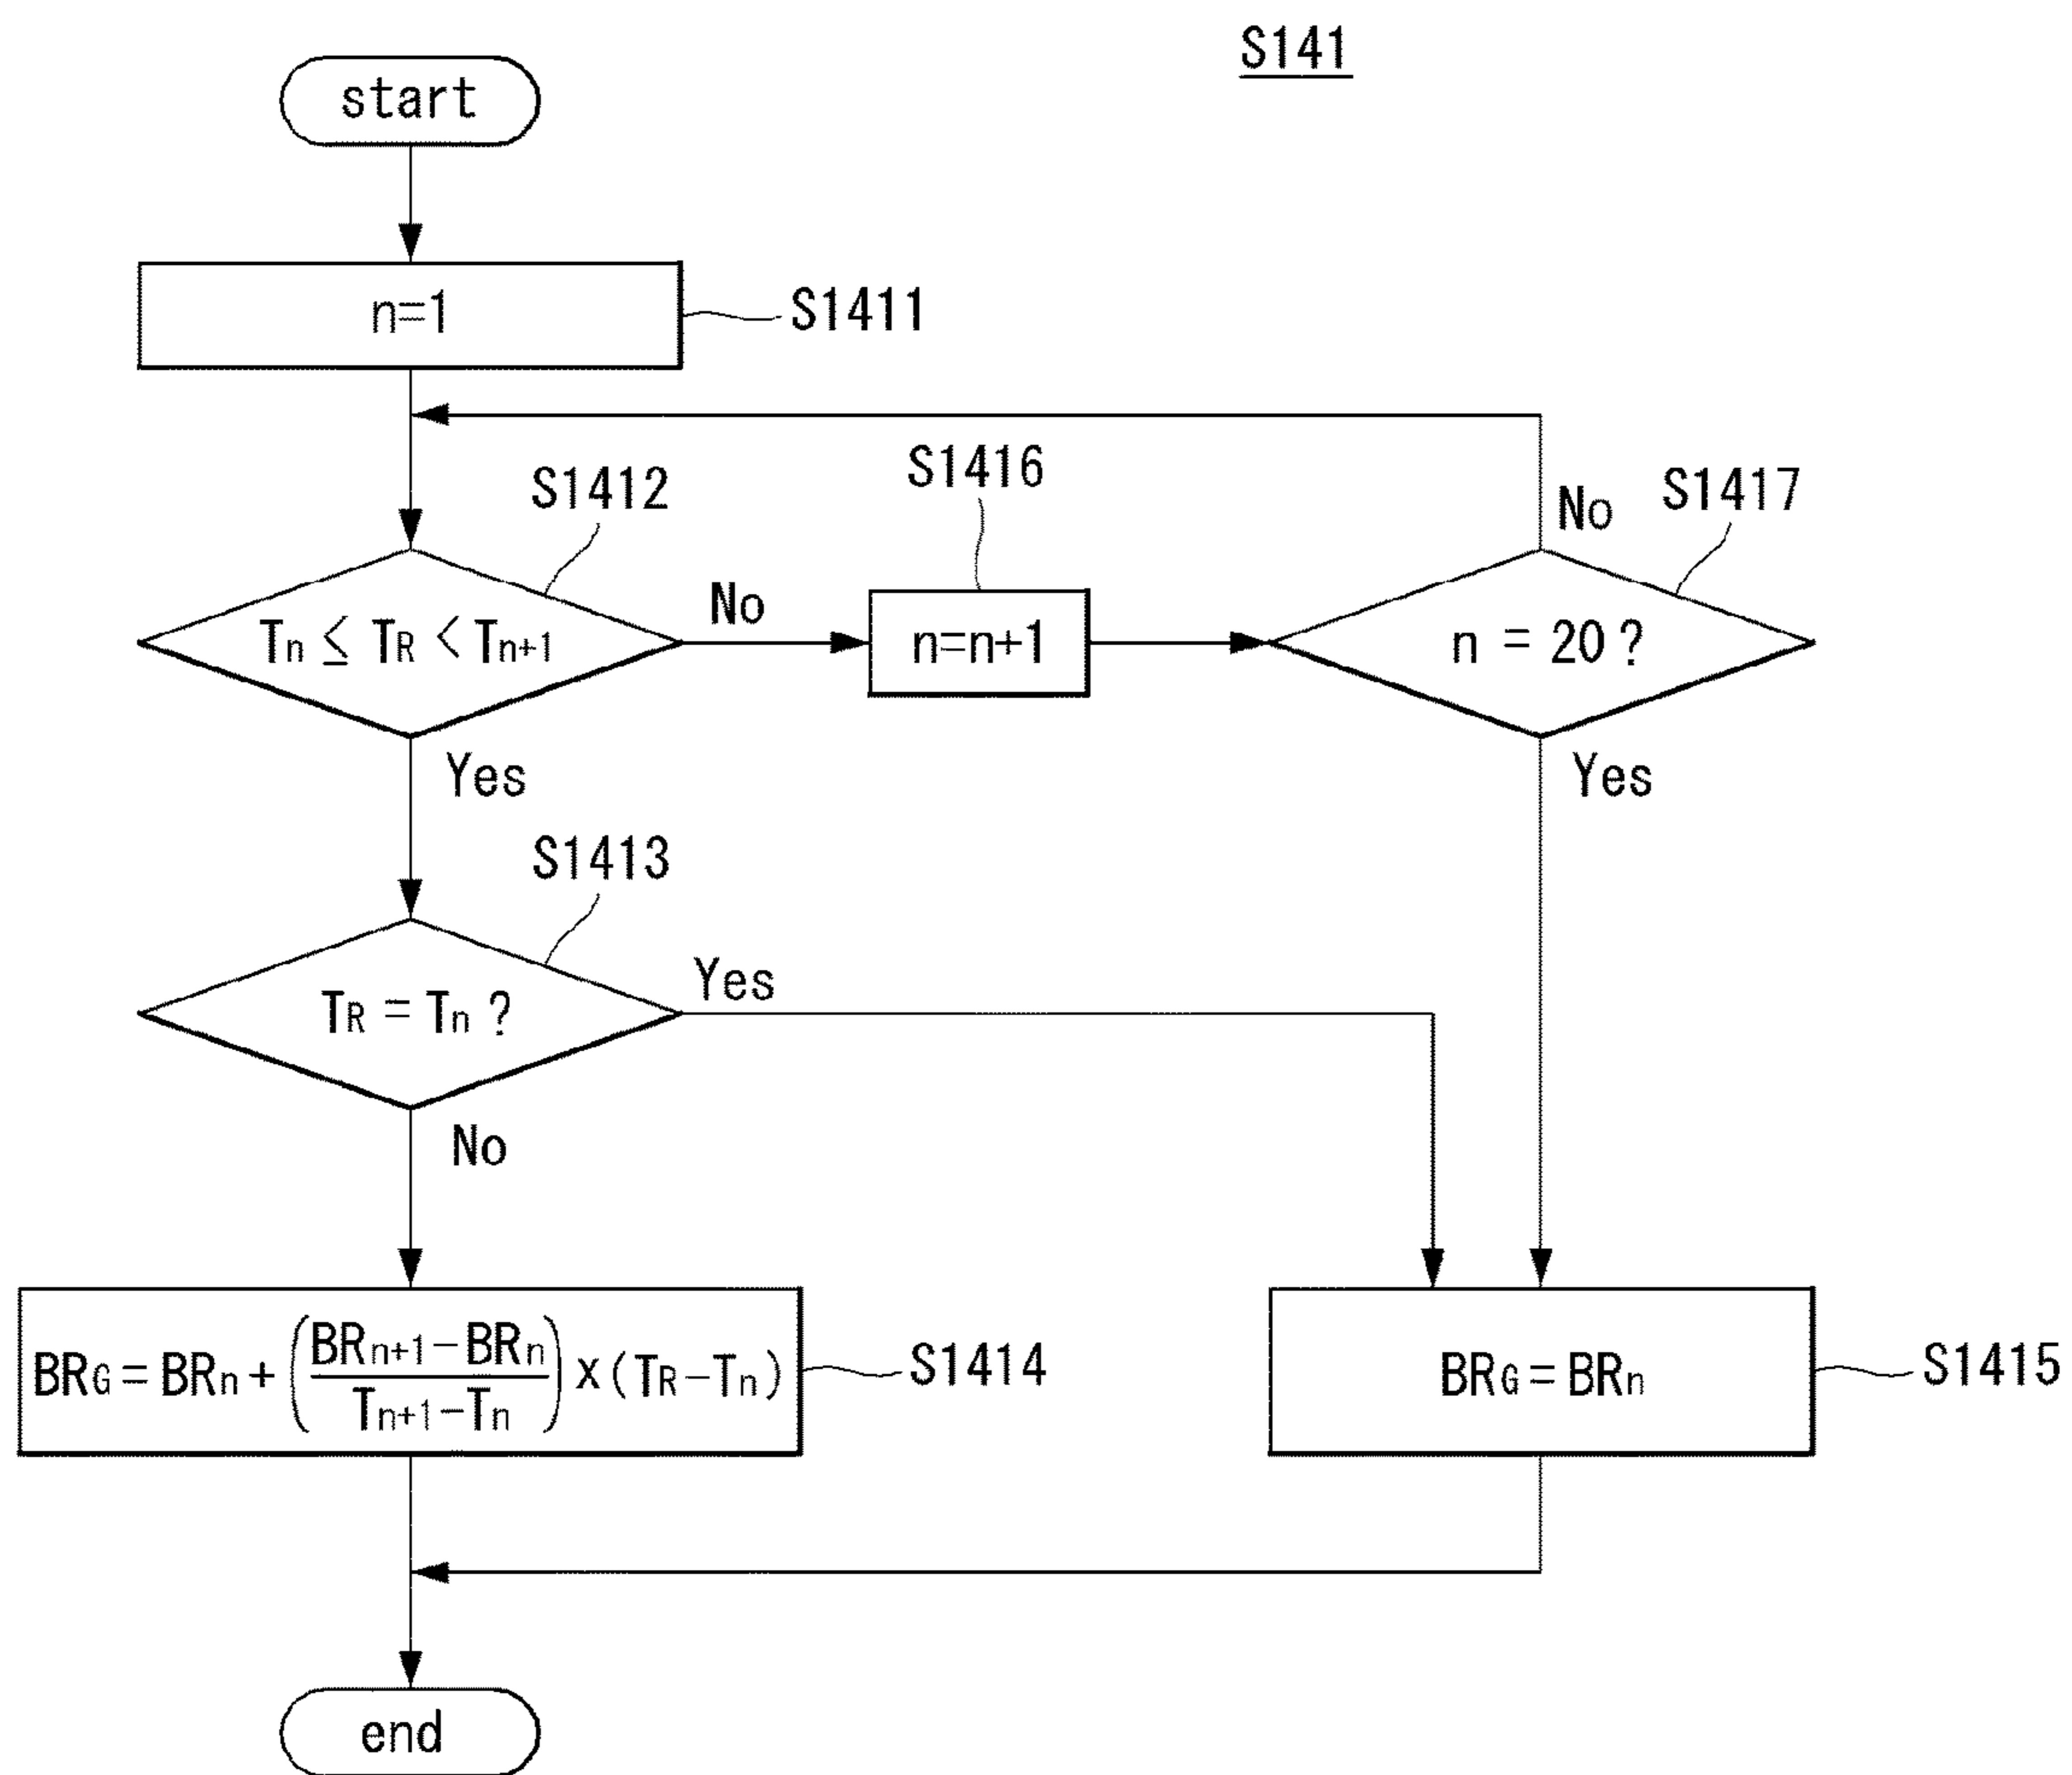 S141
start
n=1
S1411
S1412
S1416
S1417
No
Tn ≦ TR < Tn+1
No
n=n+1
n = 20 ?
Yes
Yes
S1413
TR = Tn ?
Yes
No
BRG = BRn + (BRn+1 − BRn / Tn+1 − Tn) x (TR − Tn)
S1414
BRG = BRn
S1415
end